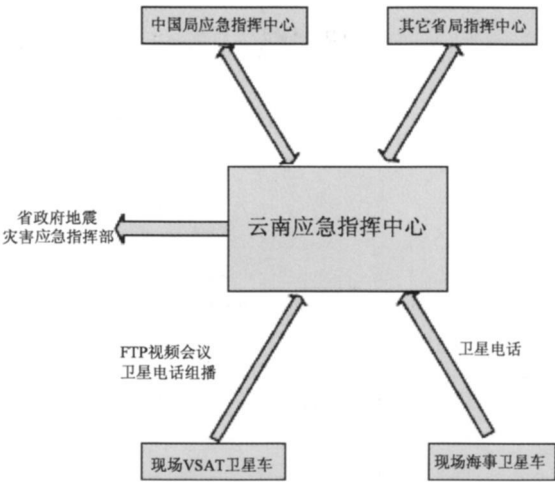 中国局应急指挥中心
其它省局指挥中心
省政府地震
灾害应急指挥部
云南应急指挥中心
FTP视频会议
卫星电话组播
卫星电话
现场VSAT卫星车
现场海事卫星车